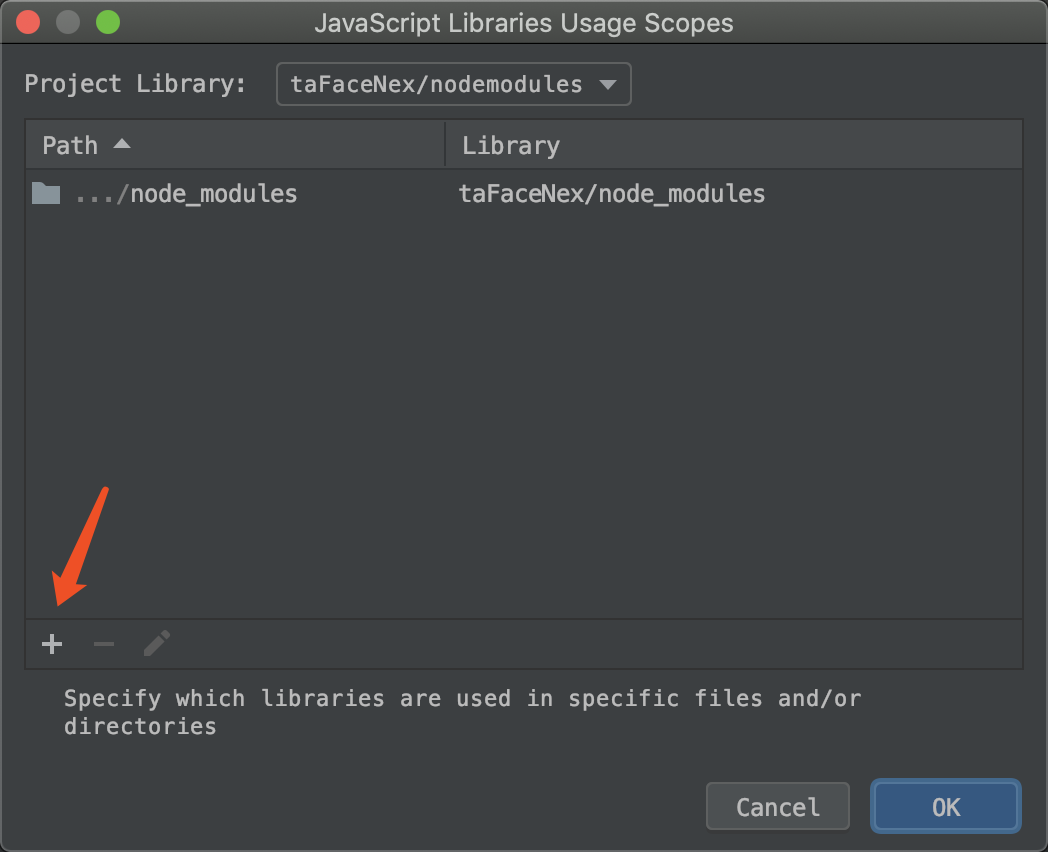 JavaScript Libraries Usage Scopes
Project Library: taFaceNex/nodemodules
Path Library
.../node_modules taFaceNex/node_modules
Specify which libraries are used in specific files and/or
directories
Cancel OK